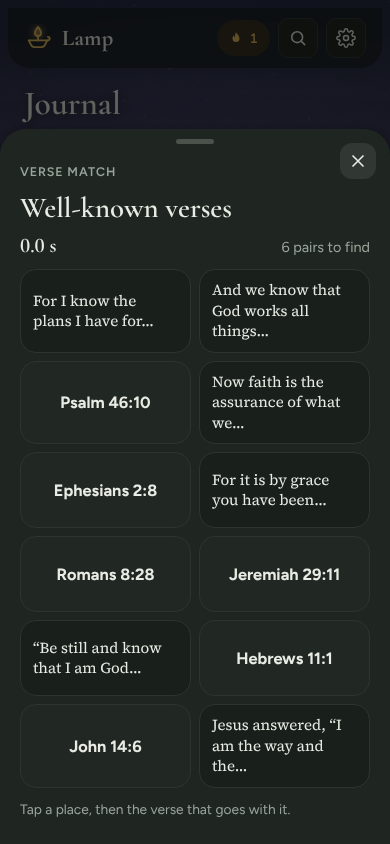 Lamp
1
Journal
VERSE MATCH
Well-known verses
0.0 s
6 pairs to find
For I know the
plans I have for...
And we know that
God works all
things...
Psalm 46:10
Now faith is the
assurance of what
we...
Ephesians 2:8
For it is by grace
you have been...
Romans 8:28
Jeremiah 29:11
“Be still and know
that I am God...
Hebrews 11:1
John 14:6
Jesus answered, “I
am the way and
the...
Tap a place, then the verse that goes with it.